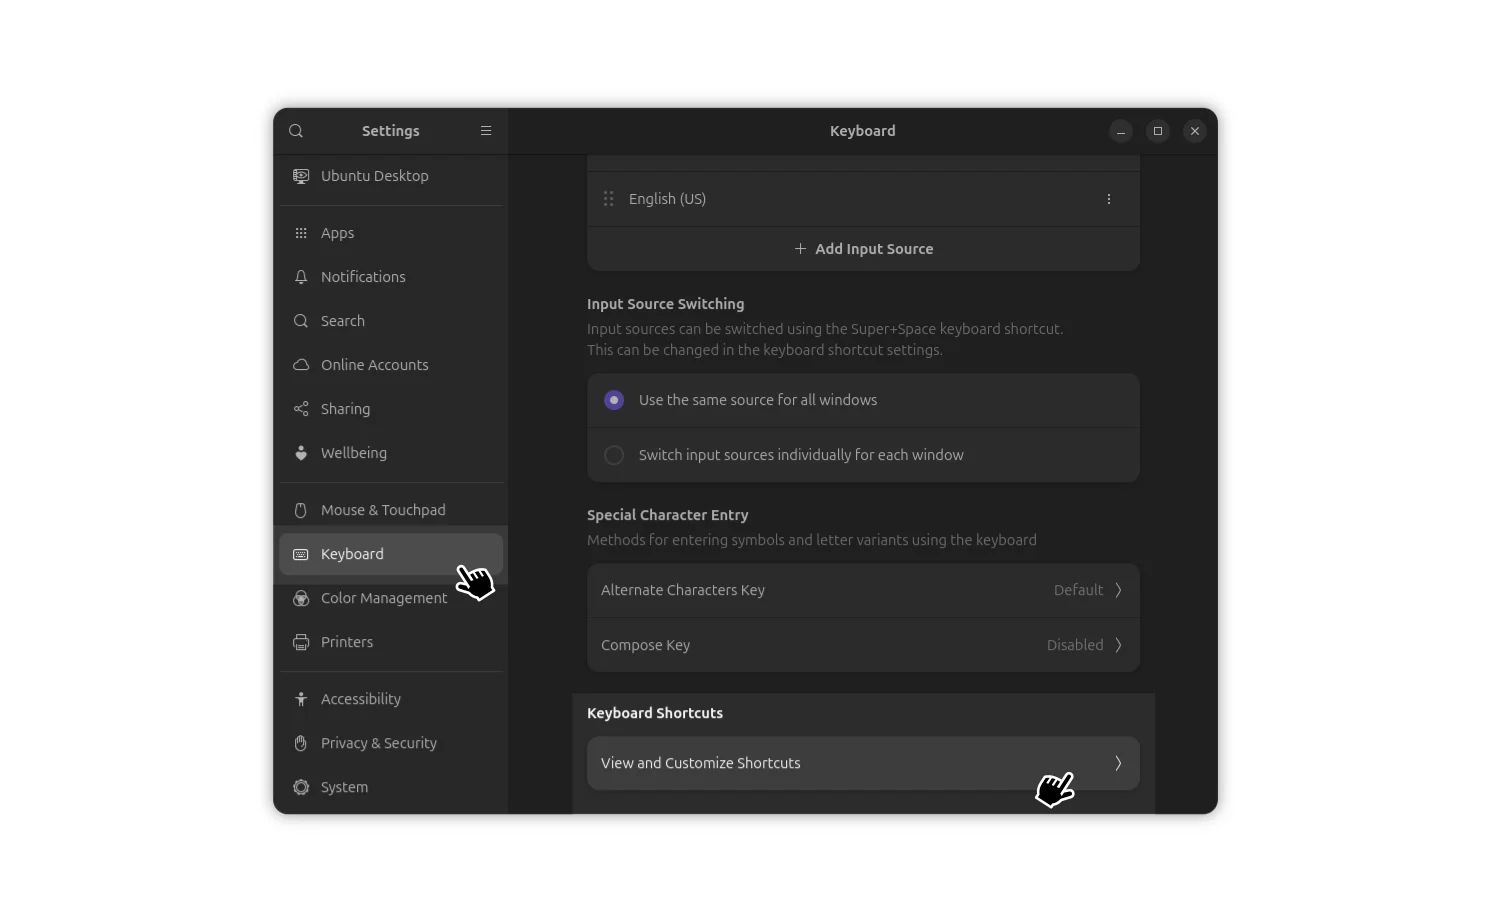 Settings
Ubuntu Desktop
Apps
Notifications
Search
Online Accounts
Sharing
Wellbeing
Mouse & Touchpad
Keyboard
Color Management
Printers
Accessibility
Privacy & Security
System
Keyboard
English (US)
+ Add Input Source
Input Source Switching
Input sources can be switched using the Super+Space keyboard shortcut.
This can be changed in the keyboard shortcut settings.
Use the same source for all windows
Switch input sources individually for each window
Special Character Entry
Methods for entering symbols and letter variants using the keyboard
Alternate Characters Key Default
Compose Key Disabled
Keyboard Shortcuts
View and Customize Shortcuts